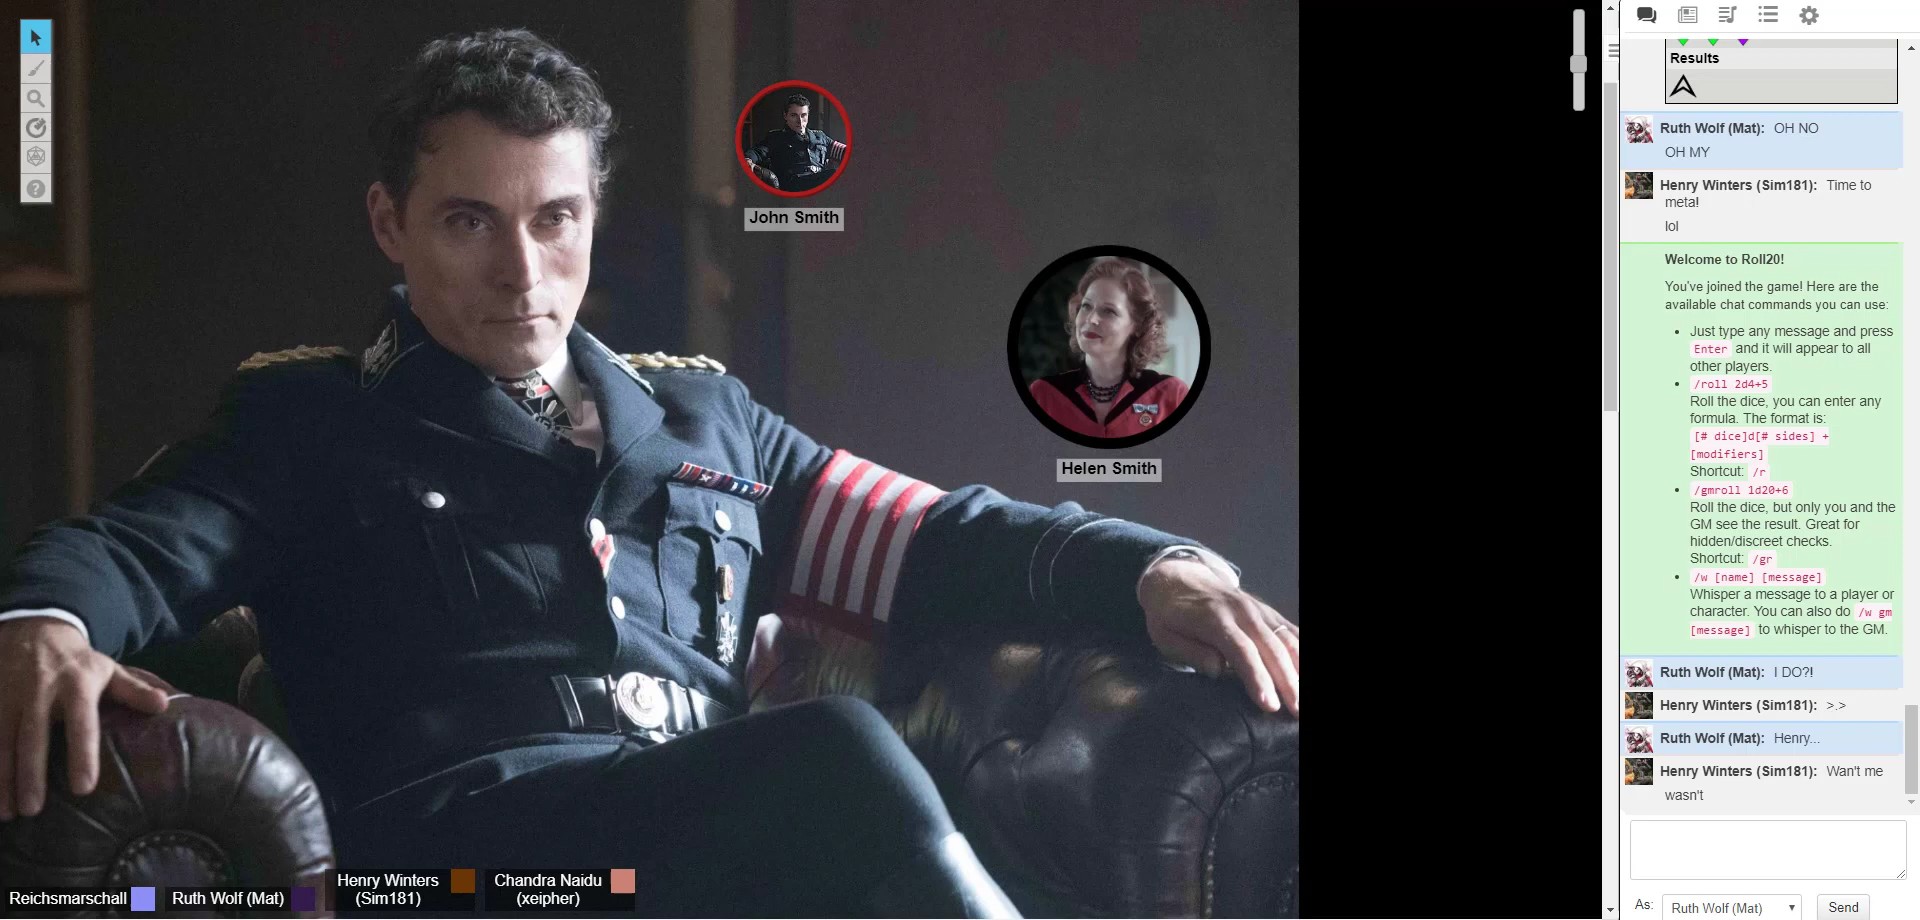 John Smith
Helen Smith
Reichsmarschall
Ruth Wolf (Mat)
Henry Winters
(Sim181)
Chandra Naidu
(xeipher)
Results
Ruth Wolf (Mat): OH NO
OH MY
Henry Winters (Sim181): Time to
meta!
lol
Welcome to Roll20!
You've joined the game! Here are the
available chat commands you can use:
• Just type any message and press
Enter and it will appear to all
other players.
• /roll 2d4+5
Roll the dice, you can enter any
formula. The format is:
[# dice]d[# sides] +
[modifiers]
Shortcut: /r
• /gmroll 1d20+6
Roll the dice, but only you and the
GM see the result. Great for
hidden/discreet checks.
Shortcut: /gr
• /w [name] [message]
Whisper a message to a player or
character. You can also do /w gm
[message] to whisper to the GM.
Ruth Wolf (Mat): I DO?!
Henry Winters (Sim181): >.>
Ruth Wolf (Mat): Henry...
Henry Winters (Sim181): Wan't me
wasn't
As: Ruth Wolf (Mat) Send